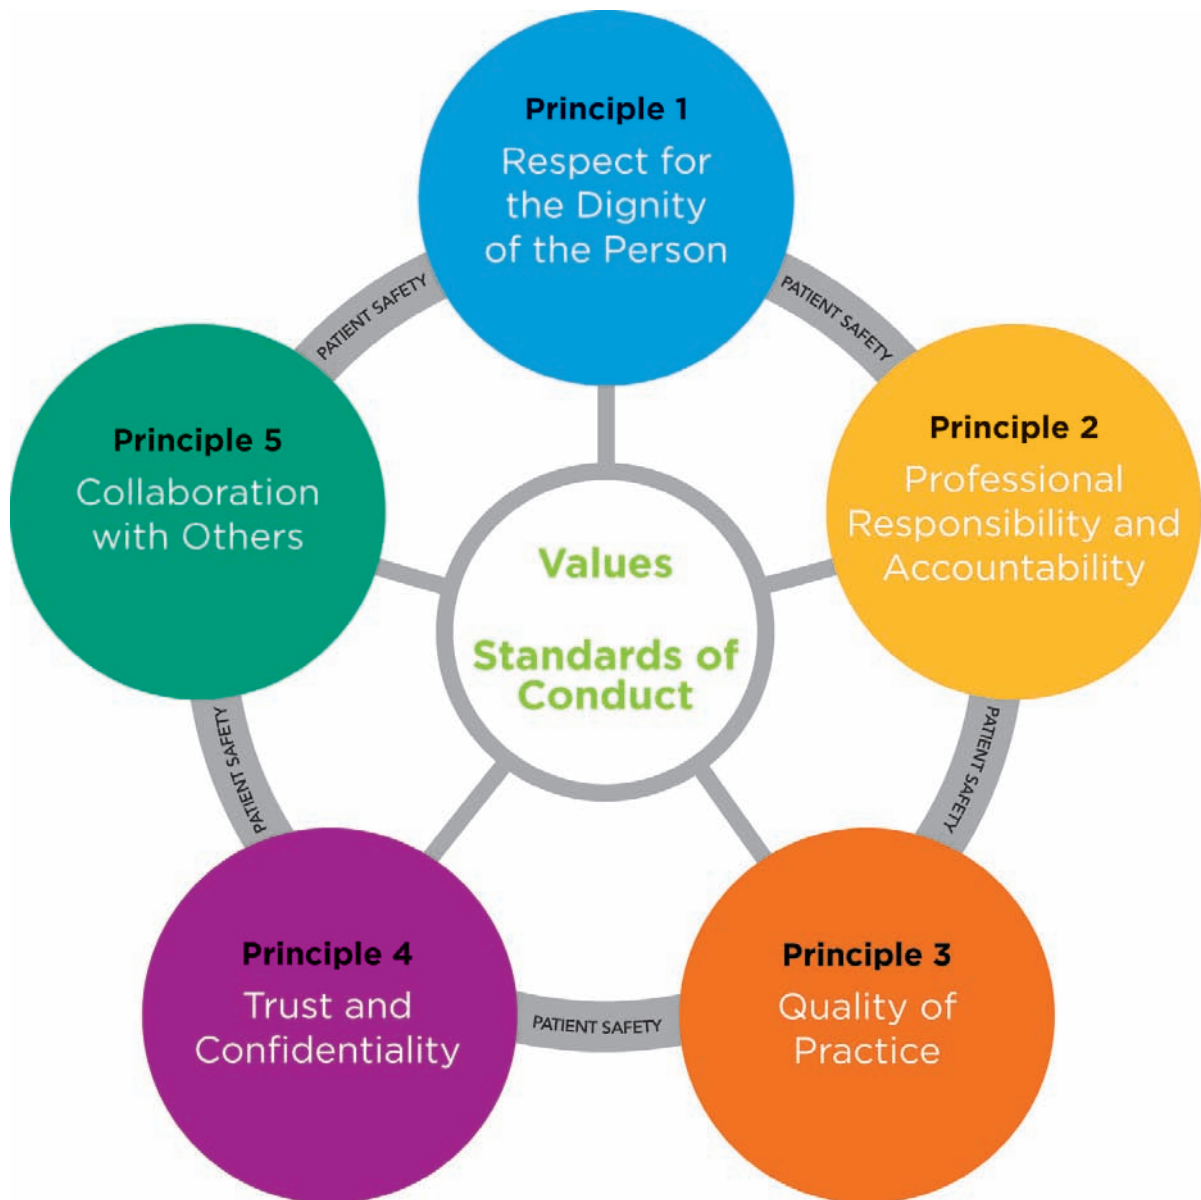 Principle 1
Respect for
the Dignity
of the Person
PATIENT SAFETY
PATIENT SAFETY
Principle 2
Professional
Responsibility and
Accountability
Principle 5
Collaboration
with Others
Values
Standards of
Conduct
PATIENT SAFETY
PATIENT SAFETY
Principle 4
Trust and
Confidentiality
Principle 3
Quality of
Practice
PATIENT SAFETY